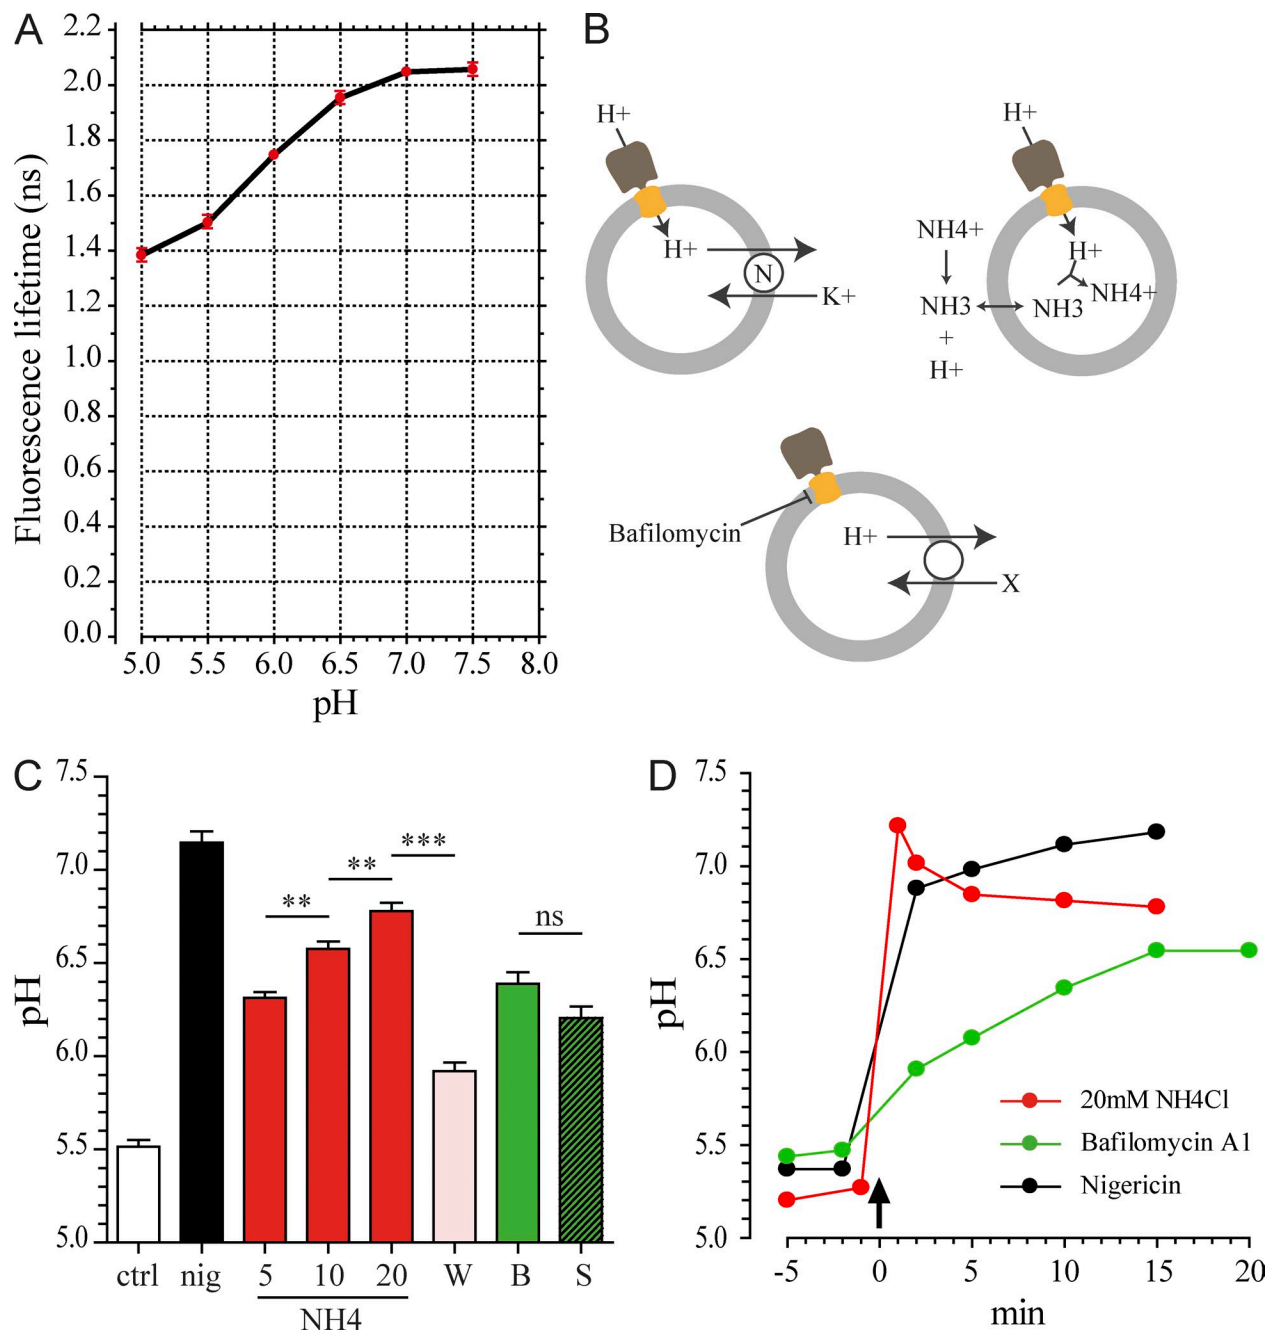 A
Fluorescence lifetime (ns)
2.2
2.0
1.8
1.6
1.4
1.2
1.0
0.8
0.6
0.4
0.2
0.0
5.0 5.5 6.0 6.5 7.0 7.5 8.0
pH
B
H+
H+
N
K+
H+
NH4+
NH3
+
H+
H+
NH3
NH4+
Bafilomycin
H+
X
C
pH
7.5
7.0
6.5
6.0
5.5
5.0
**
**
***
ns
ctrl nig 5 10 20 W B S
NH4
D
pH
7.5
7.0
6.5
6.0
5.5
5.0
20mM NH4Cl
Bafilomycin A1
Nigericin
-5 0 5 10 15 20
min